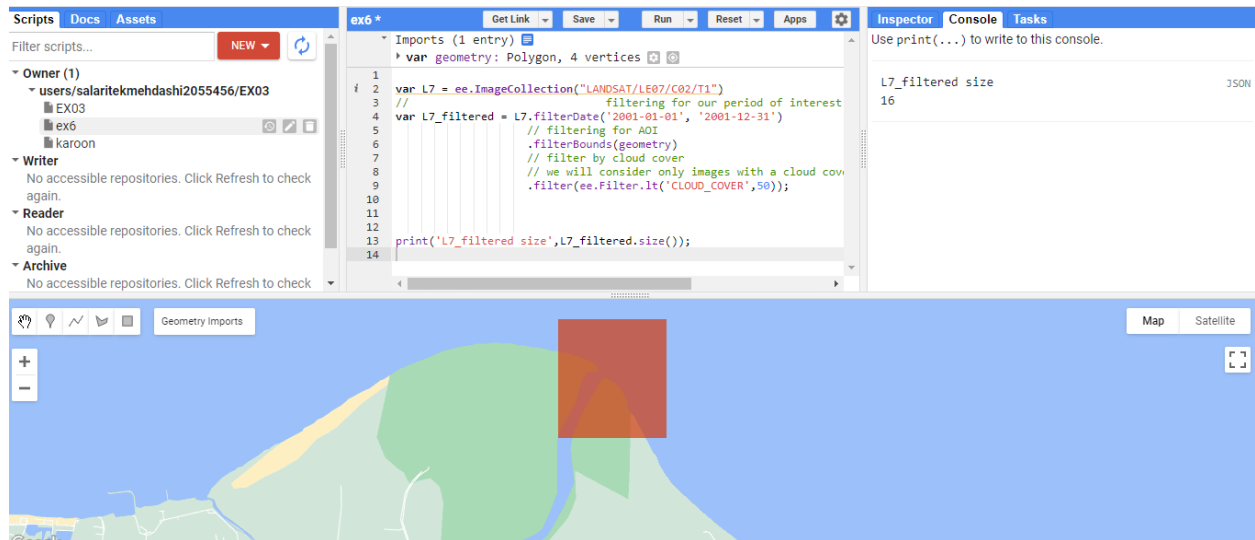 Scripts Docs Assets
Filter scripts...
NEW
Owner (1)
users/salaritekmehdashi2055456/EX03
EX03
ex6
karoon
Writer
No accessible repositories. Click Refresh to check
again.
Reader
No accessible repositories. Click Refresh to check
again.
Archive
No accessible repositories. Click Refresh to check
ex6 *
Get Link Save Run Reset Apps
Imports (1 entry)
var geometry: Polygon, 4 vertices
1
i 2 var L7 = ee.ImageCollection("LANDSAT/LE07/C02/T1")
3 // filtering for our period of interest
4 var L7_filtered = L7.filterDate('2001-01-01', '2001-12-31')
5 // filtering for AOI
6 .filterBounds(geometry)
7 // filter by cloud cover
8 // we will consider only images with a cloud cov
9 .filter(ee.Filter.lt('CLOUD_COVER',50));
10
11
12
13 print('L7_filtered size',L7_filtered.size());
14
Inspector Console Tasks
Use print(...) to write to this console.
L7_filtered size JSON
16
Geometry Imports
Map Satellite
Google